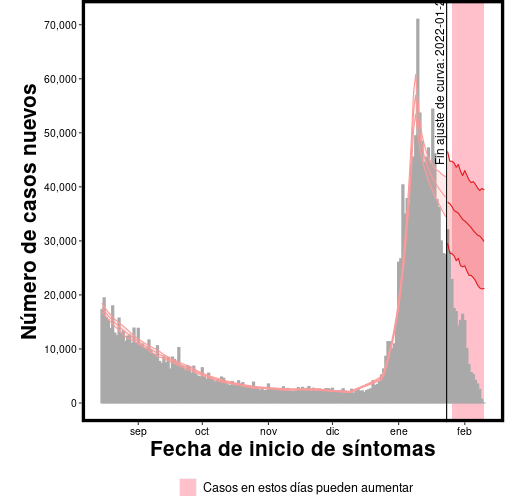 Número de casos nuevos
70,000
60,000
50,000
40,000
30,000
20,000
10,000
0
Fin ajuste de curva: 2022-01-2
sep
oct
nov
dic
ene
feb
Fecha de inicio de síntomas
Casos en estos días pueden aumentar